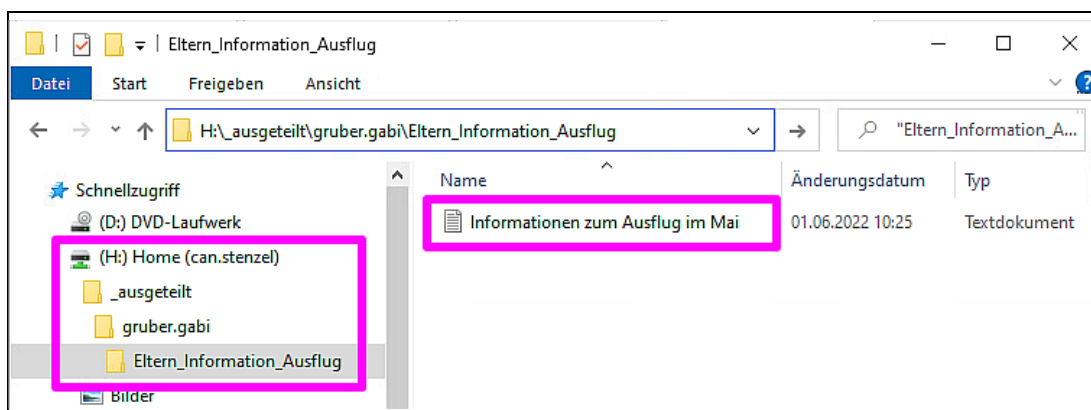 Eltern_Information_Ausflug
Datei Start Freigeben Ansicht
H:\_ausgeteilt\gruber.gabi\Eltern_Information_Ausflug "Eltern_Information_A...
Schnellzugriff
(D:) DVD-Laufwerk
(H:) Home (can.stenzel)
_ausgeteilt
gruber.gabi
Eltern_Information_Ausflug
Bilder
Name Änderungsdatum Typ
Informationen zum Ausflug im Mai 01.06.2022 10:25 Textdokument